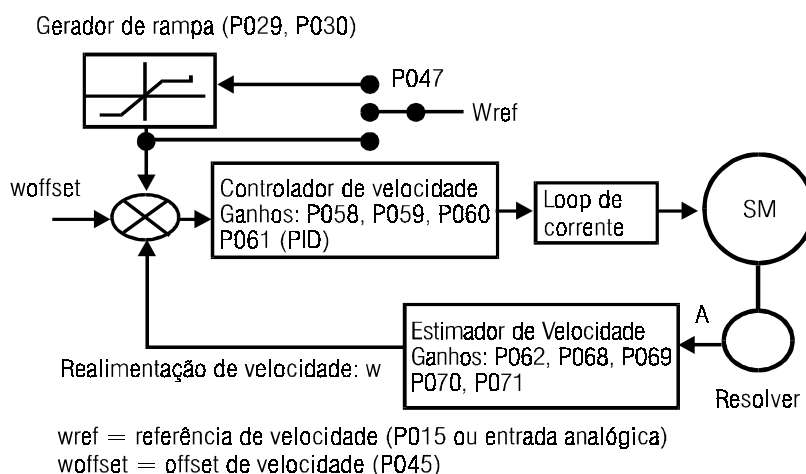 Gerador de rampa (P029, P030)
P047
Wref
woffset
Controlador de velocidade
Ganhos: P058, P059, P060
P061 (PID)
Loop de
corrente
SM
Estimador de Velocidade
Ganhos: P062, P068, P069
P070, P071
A
Realimentação de velocidade: w
Resolver
wref = referência de velocidade (P015 ou entrada analógica)
woffset = offset de velocidade (P045)